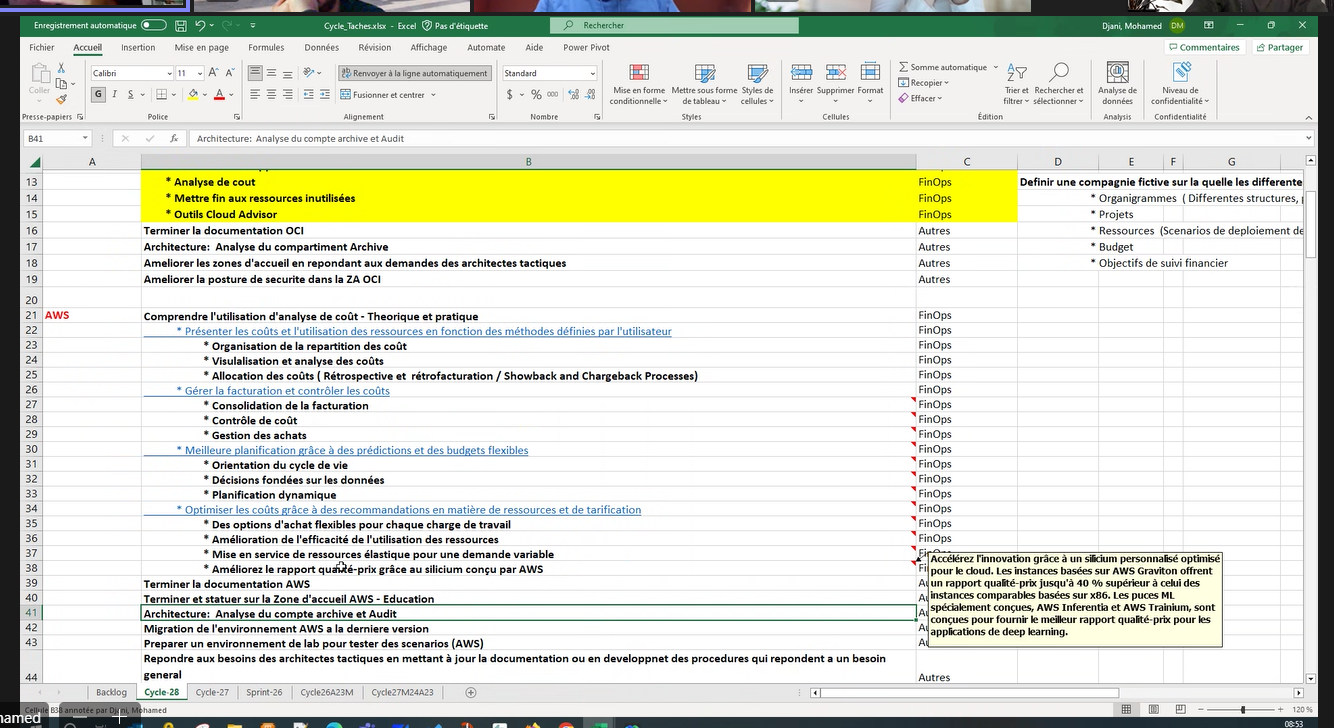 Enregistrement automatique
Cycle_Taches.xlsx - Excel
Pas d'étiquette
Rechercher
Djani, Mohamed
DM
Fichier Accueil Insertion Mise en page Formules Données Révision Affichage Automate Aide Power Pivot
Commentaires
Partager
Coller
Calibri
11
Renvoyer à la ligne automatiquement
Standard
G I S
Fusionner et centrer
Mise en forme conditionnelle
Mettre sous forme de tableau
Styles de cellules
Insérer Supprimer Format
Somme automatique
Recopier
Effacer
Trier et filtrer
Rechercher et sélectionner
Analyse de données
Niveau de confidentialité
Presse-papiers Police Alignement Nombre Styles Cellules Édition Analysis Confidentialité
B41
fx
Architecture: Analyse du compte archive et Audit
A B C D E F G
13 * Analyse de cout FinOps Definir une compagnie fictive sur la quelle les differente
14 * Mettre fin aux ressources inutilisées FinOps * Organigrammes ( Differentes structures,
15 * Outils Cloud Advisor FinOps * Projets
16 Terminer la documentation OCI Autres * Ressources (Scenarios de deploiement de
17 Architecture: Analyse du compartiment Archive Autres * Budget
18 Ameliorer les zones d'accueil en repondant aux demandes des architectes tactiques Autres * Objectifs de suivi financier
19 Ameliorer la posture de securite dans la ZA OCI Autres
20
21 AWS Comprendre l'utilisation d'analyse de coût - Theorique et pratique FinOps
22 * Présenter les coûts et l'utilisation des ressources en fonction des méthodes définies par l'utilisateur FinOps
23 * Organisation de la repartition des coût FinOps
24 * Visulalisation et analyse des coûts FinOps
25 * Allocation des coûts ( Rétrospective et rétrofacturation / Showback and Chargeback Processes) FinOps
26 * Gérer la facturation et contrôler les coûts FinOps
27 * Consolidation de la facturation FinOps
28 * Contrôle de coût FinOps
29 * Gestion des achats FinOps
30 * Meilleure planification grâce à des prédictions et des budgets flexibles FinOps
31 * Orientation du cycle de vie FinOps
32 * Décisions fondées sur les données FinOps
33 * Planification dynamique FinOps
34 * Optimiser les coûts grâce à des recommandations en matière de ressources et de tarification FinOps
35 * Des options d'achat flexibles pour chaque charge de travail FinOps
36 * Amélioration de l'efficacité de l'utilisation des ressources FinOps
37 * Mise en service de ressources élastique pour une demande variable
38 * Améliorez le rapport qualité-prix grâce au silicium conçu par AWS
39 Terminer la documentation AWS
40 Terminer et statuer sur la Zone d'accueil AWS - Education
41 Architecture: Analyse du compte archive et Audit
42 Migration de l'environnement AWS a la derniere version
43 Preparer un environnement de lab pour tester des scenarios (AWS)
Repondre aux besoins des architectes tactiques en mettant à jour la documentation ou en developpnet des procedures qui repondent a un besoin
44 general Autres
Accélérez l'innovation grâce à un silicium personnalisé optimisé
pour le cloud. Les instances basées sur AWS Graviton offrent
un rapport qualité-prix jusqu'à 40 % supérieur à celui des
instances comparables basées sur x86. Les puces ML
spécialement conçues, AWS Inferentia et AWS Trainium, sont
conçues pour fournir le meilleur rapport qualité-prix pour les
applications de deep learning.
Backlog Cycle-28 Cycle-27 Sprint-26 Cycle26A23M Cycle27M24A23
Cellule B38 annotée par Djani, Mohamed
120 %
08:53